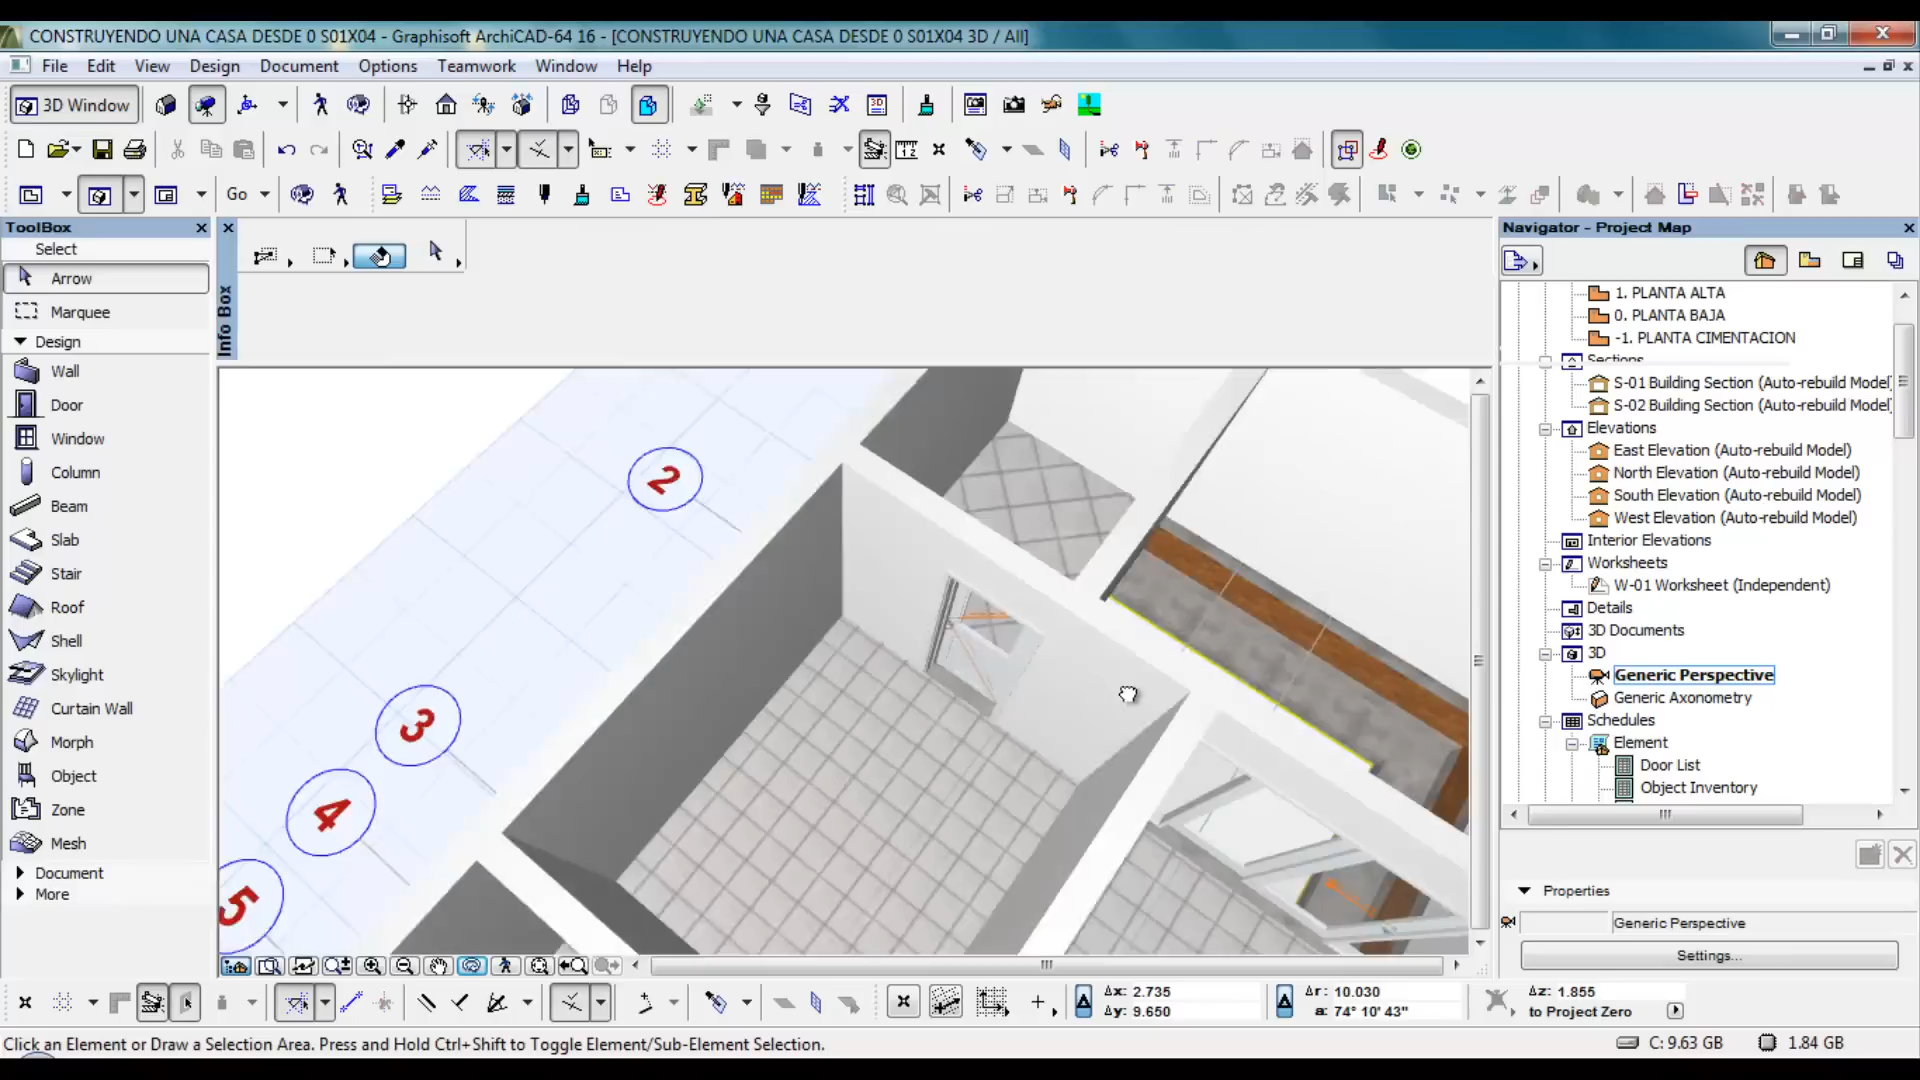 CONSTRUYENDO UNA CASA DESDE 0 S01X04 - Graphisoft ArchiCAD-64 16 - [CONSTRUYENDO UNA CASA DESDE 0 S01X04 3D / All]
File Edit View Design Document Options Teamwork Window Help
3D Window
Go
ToolBox
Select
Arrow
Marquee
Design
Wall
Door
Window
Column
Beam
Slab
Stair
Roof
Shell
Skylight
Curtain Wall
Morph
Object
Zone
Mesh
Document
More
Info Box
2
3
4
5
Navigator - Project Map
1. PLANTA ALTA
0. PLANTA BAJA
-1. PLANTA CIMENTACION
Sections
S-01 Building Section (Auto-rebuild Model)
S-02 Building Section (Auto-rebuild Model)
Elevations
East Elevation (Auto-rebuild Model)
North Elevation (Auto-rebuild Model)
South Elevation (Auto-rebuild Model)
West Elevation (Auto-rebuild Model)
Interior Elevations
Worksheets
W-01 Worksheet (Independent)
Details
3D Documents
3D
Generic Perspective
Generic Axonometry
Schedules
Element
Door List
Object Inventory
Properties
Generic Perspective
Settings...
Δx: 2.735
Δy: 9.650
Δr: 10.030
a: 74° 10' 43"
Δz: 1.855
to Project Zero
Click an Element or Draw a Selection Area. Press and Hold Ctrl+Shift to Toggle Element/Sub-Element Selection.
C: 9.63 GB
1.84 GB